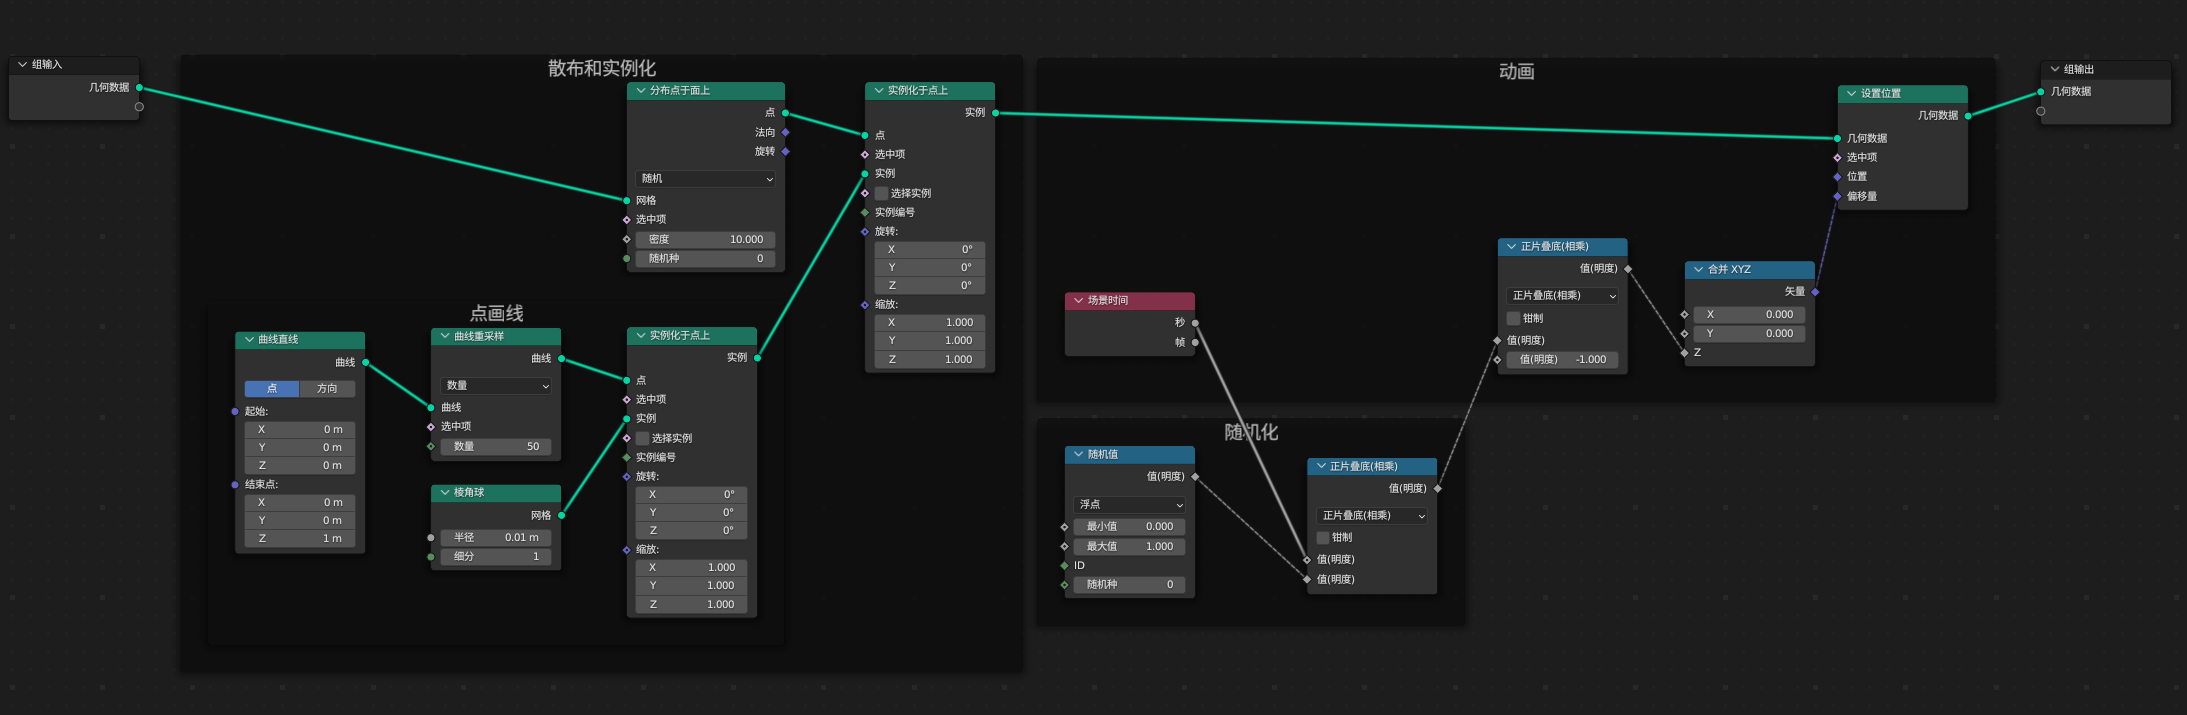 组输入
几何数据
散布和实例化
分布点于面上
点
法向
旋转
随机
网格
选中项
密度 10.000
随机种 0
实例化于点上
实例
点
选中项
实例
选择实例
实例编号
旋转:
X 0°
Y 0°
Z 0°
缩放:
X 1.000
Y 1.000
Z 1.000
点画线
曲线直线
曲线
点 方向
起始:
X 0 m
Y 0 m
Z 0 m
结束点:
X 0 m
Y 0 m
Z 1 m
曲线重采样
曲线
数量
曲线
选中项
数量 50
棱角球
网格
半径 0.01 m
细分 1
实例化于点上
实例
点
选中项
实例
选择实例
实例编号
旋转:
X 0°
Y 0°
Z 0°
缩放:
X 1.000
Y 1.000
Z 1.000
动画
场景时间
秒
帧
正片叠底(相乘)
值(明度)
正片叠底(相乘)
钳制
值(明度)
值(明度) -1.000
合并 XYZ
矢量
X 0.000
Y 0.000
Z
设置位置
几何数据
几何数据
选中项
位置
偏移量
随机化
随机值
值(明度)
浮点
最小值 0.000
最大值 1.000
ID
随机种 0
正片叠底(相乘)
值(明度)
正片叠底(相乘)
钳制
值(明度)
值(明度)
组输出
几何数据